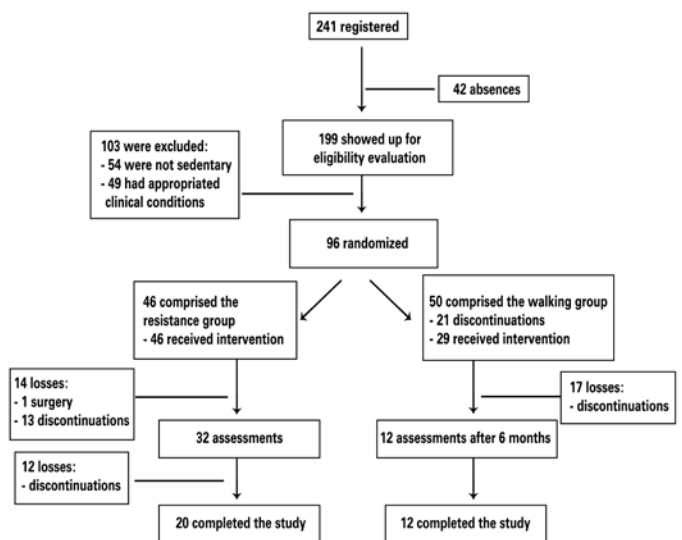 241 registered
42 absences
199 showed up for
eligibility evaluation
103 were excluded:
- 54 were not sedentary
- 49 had appropriated
clinical conditions
96 randomized
46 comprised the
resistance group
- 46 received intervention
50 comprised the walking group
- 21 discontinuations
- 29 received intervention
14 losses:
- 1 surgery
- 13 discontinuations
17 losses:
- discontinuations
32 assessments
12 assessments after 6 months
12 losses:
- discontinuations
20 completed the study
12 completed the study